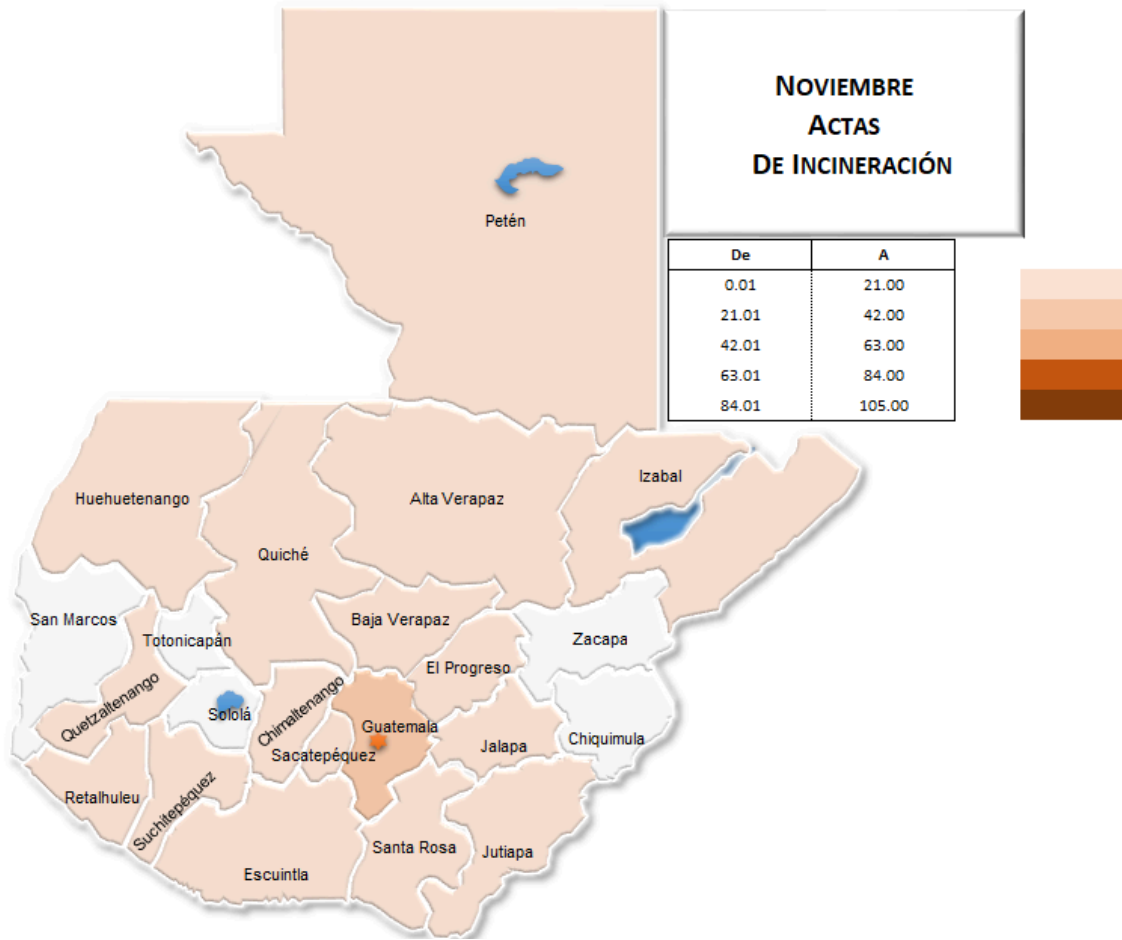 NOVIEMBRE
ACTAS
DE INCINERACIÓN
Petén
De A
0.01 21.00
21.01 42.00
42.01 63.00
63.01 84.00
84.01 105.00
Izabal
Huehuetenango
Alta Verapaz
Quiché
San Marcos
Baja Verapaz
Totonicapán
Zacapa
El Progreso
Quetzaltenango
Sololá
Chimaltenango
Guatemala
Sacatepéquez
Jalapa
Chiquimula
Retalhuleu
Suchitepéquez
Santa Rosa
Jutiapa
Escuintla